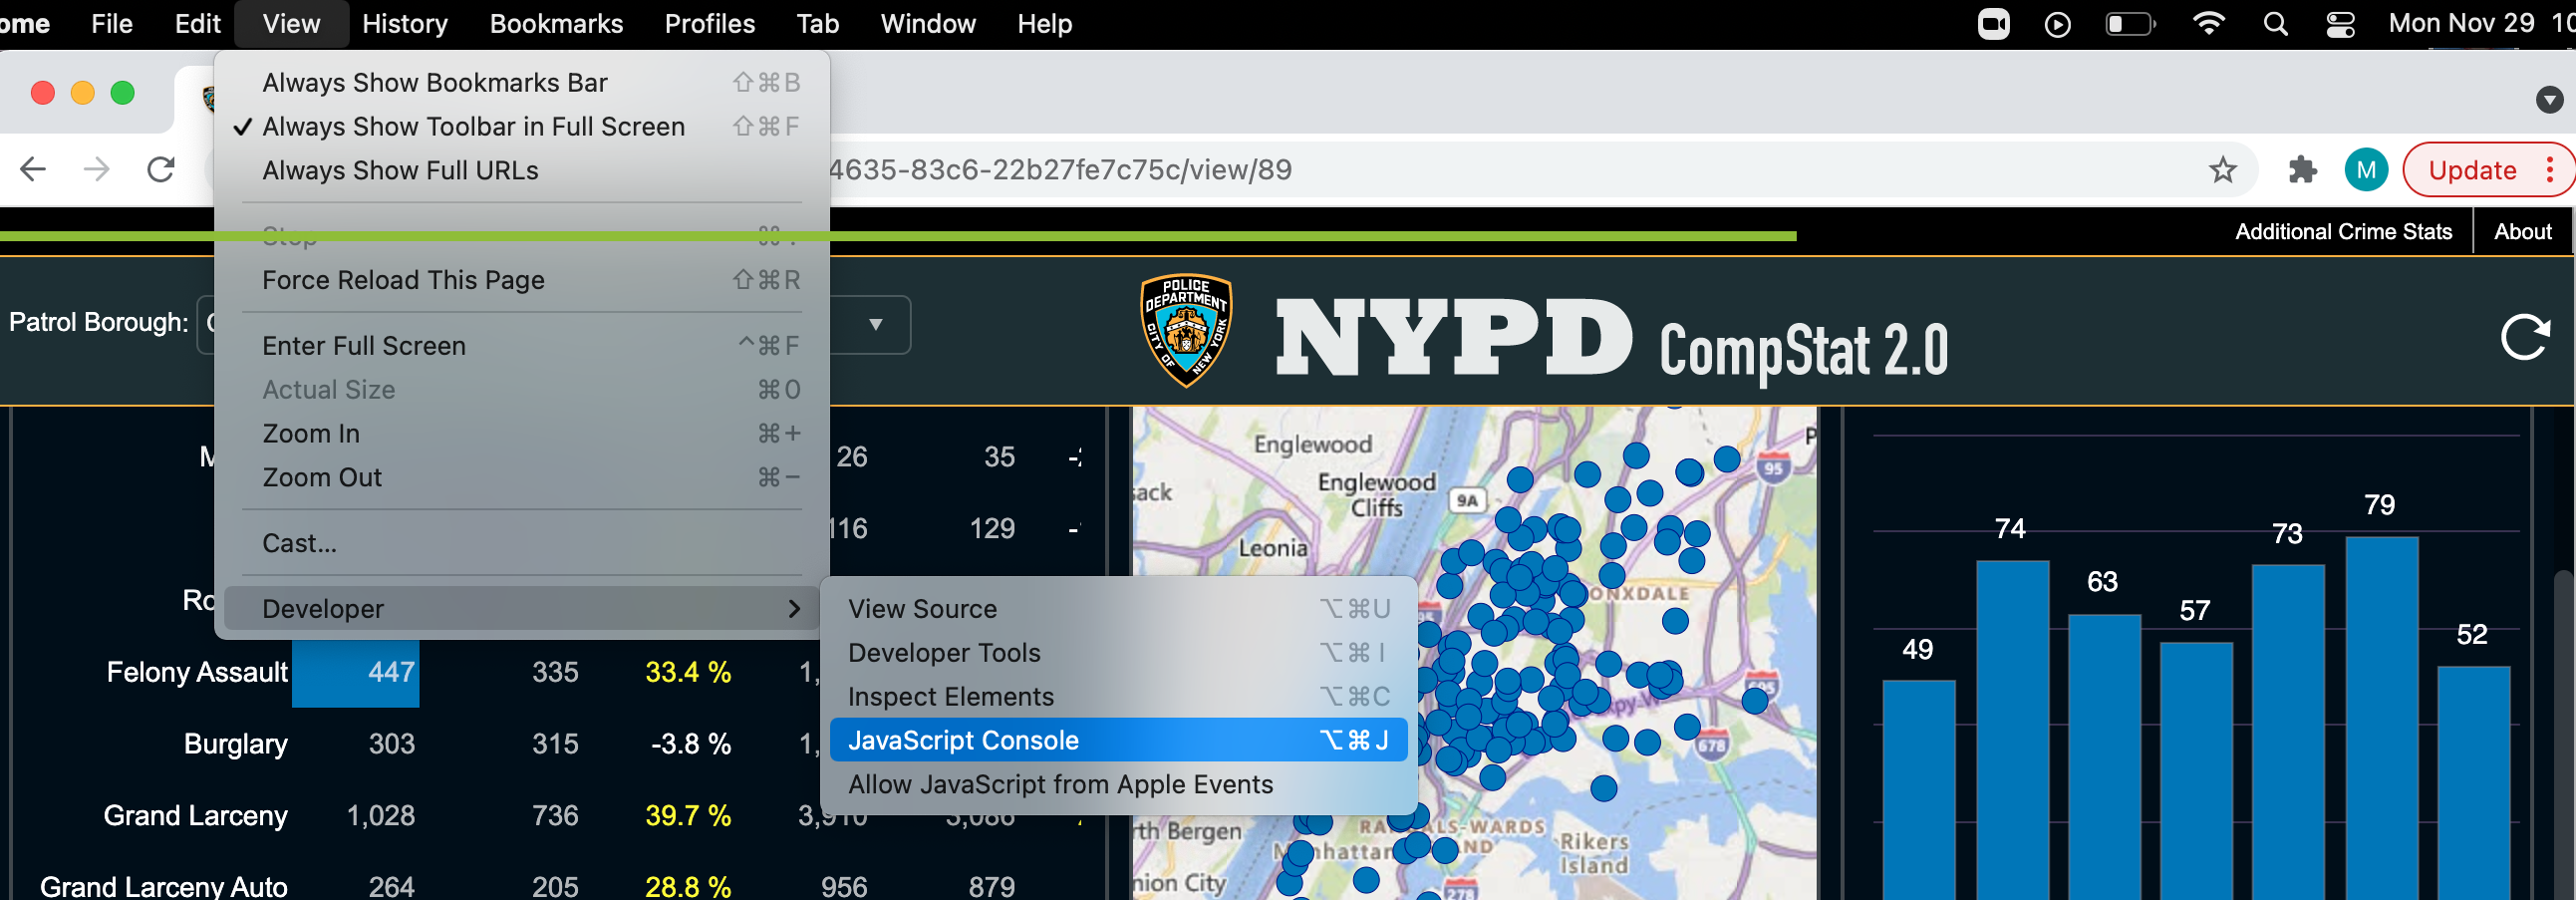 ome File Edit View History Bookmarks Profiles Tab Window Help Mon Nov 29 10
Always Show Bookmarks Bar ⇧⌘B
✓ Always Show Toolbar in Full Screen ⇧⌘F
Always Show Full URLs
4635-83c6-22b27fe7c75c/view/89
M
Update
Stop ⌘.
Additional Crime Stats About
Force Reload This Page ⇧⌘R
Patrol Borough:
Enter Full Screen ^⌘F
Actual Size ⌘0
Zoom In ⌘+
Zoom Out ⌘−
Cast...
Developer
View Source ⌥⌘U
Developer Tools ⌥⌘I
Inspect Elements ⌥⌘C
JavaScript Console ⌥⌘J
Allow JavaScript from Apple Events
POLICE
DEPARTMENT
CITY OF
NEW YORK
NYPD CompStat 2.0
M 26 35
116 129
Ro
Felony Assault 447 335 33.4 % 1,
Burglary 303 315 -3.8 % 1,
Grand Larceny 1,028 736 39.7 % 3,910 3,086
Grand Larceny Auto 264 205 28.8 % 956 879
Englewood
Englewood
Cliffs
9A
95
P
sack
Leonia
ONXDALE
695
678
rth Bergen
Manhattan
Rikers
Island
nion City
278
49
74
63
57
73
79
52